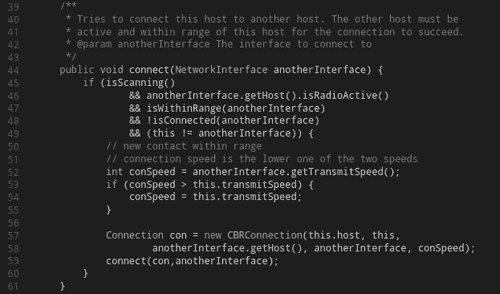 39 /**
40 * Tries to connect this host to another host. The other host must be
41 * active and within range of this host for the connection to succeed.
42 * @param anotherInterface The interface to connect to
43 */
44 public void connect(NetworkInterface anotherInterface) {
45 if (isScanning()
46 && anotherInterface.getHost().isRadioActive()
47 && isWithinRange(anotherInterface)
48 && !isConnected(anotherInterface)
49 && (this != anotherInterface)) {
50 // new contact within range
51 // connection speed is the lower one of the two speeds
52 int conSpeed = anotherInterface.getTransmitSpeed();
53 if (conSpeed > this.transmitSpeed) {
54 conSpeed = this.transmitSpeed;
55 }
56
57 Connection con = new CBRConnection(this.host, this,
58 anotherInterface.getHost(), anotherInterface, conSpeed);
59 connect(con,anotherInterface);
60 }
61 }